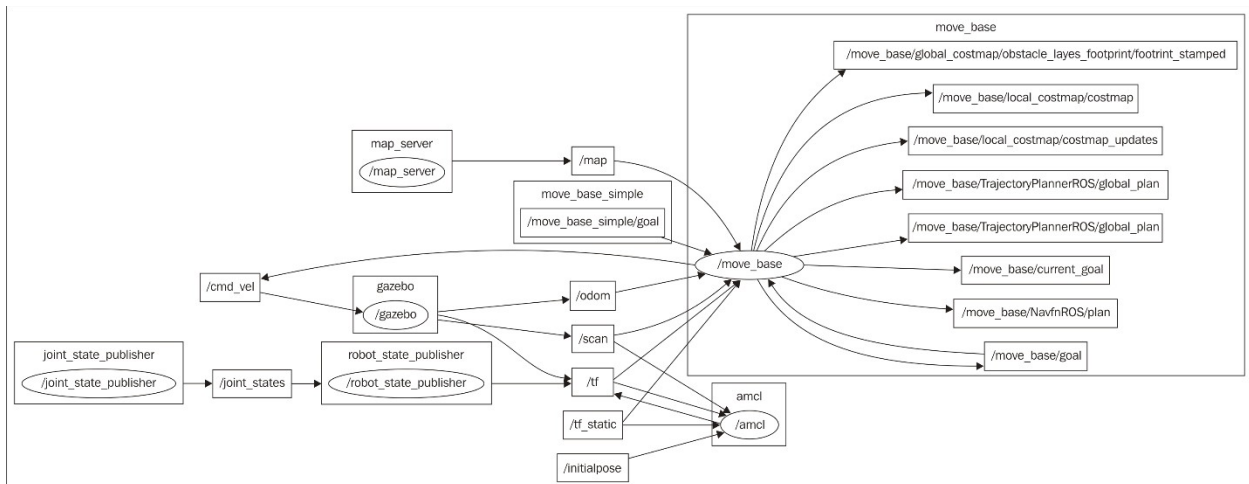 move_base
/move_base/global_costmap/obstacle_layes_footprint/footrint_stamped
/move_base/local_costmap/costmap
/move_base/local_costmap/costmap_updates
map_server
/map_server
/map
/move_base/TrajectoryPlannerROS/global_plan
move_base_simple
/move_base_simple/goal
/move_base/TrajectoryPlannerROS/global_plan
/move_base
/move_base/current_goal
/cmd_vel
gazebo
/gazebo
/odom
/move_base/NavfnROS/plan
/scan
/move_base/goal
joint_state_publisher
/joint_state_publisher
/joint_states
robot_state_publisher
/robot_state_publisher
/tf
amcl
/amcl
/tf_static
/initialpose